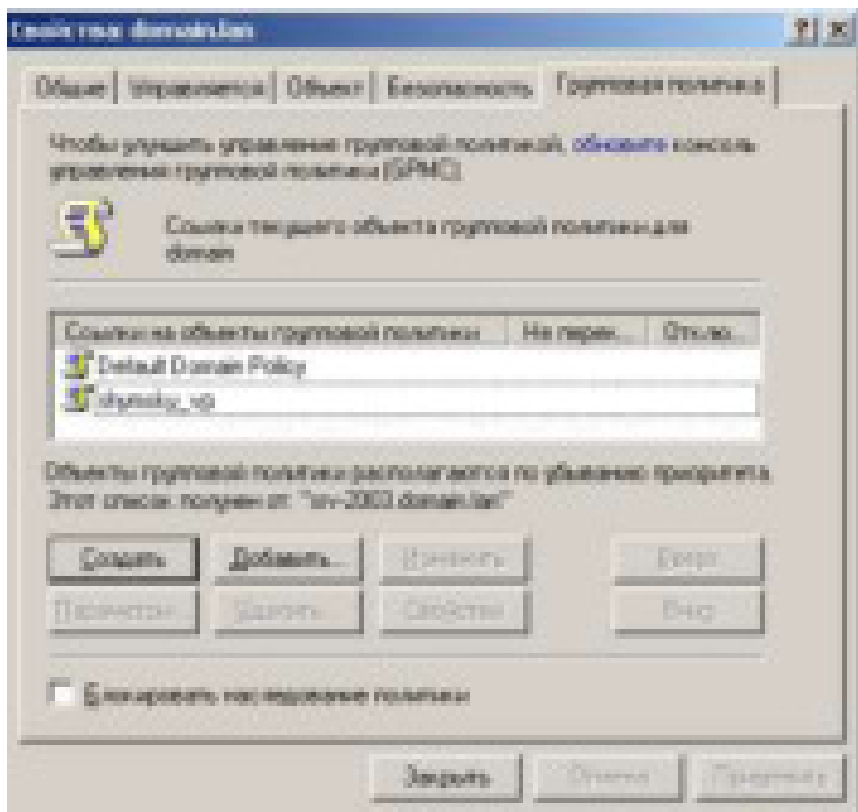 Свойства: domain.lan
Общие Управляется Объект Безопасность Групповая политика
Чтобы улучшить управление групповой политикой, обновите консоль
управления групповой политики (GPMC).
Ссылки текущего объекта групповой политики для
domain
Ссылки на объекты групповой политики Не перек... Отклю...
Default Domain Policy
Объекты групповой политики располагаются по убыванию приоритета.
Этот список получен от: "srv-2003.domain.lan"
Создать Добавить... Изменить Вверх
Параметры... Удалить... Свойства Вниз
Блокировать наследование политики
Закрыть Отмена Применить